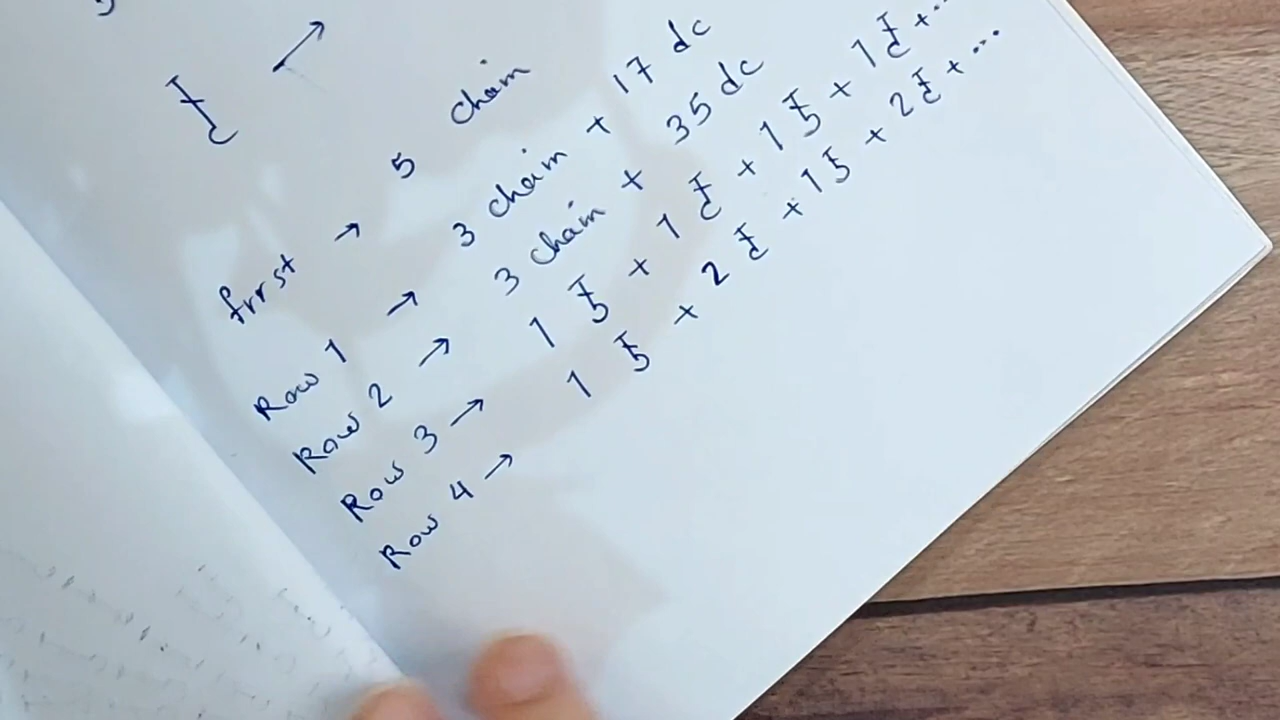 →
first → 5 chain
Row 1 → 3 chain + 17 dc
Row 2 → 3 chain + 35 dc
Row 3 → 1 + 1 + 1 + 1 + ...
Row 4 → 1 + 2 + 1 + 2 + ...